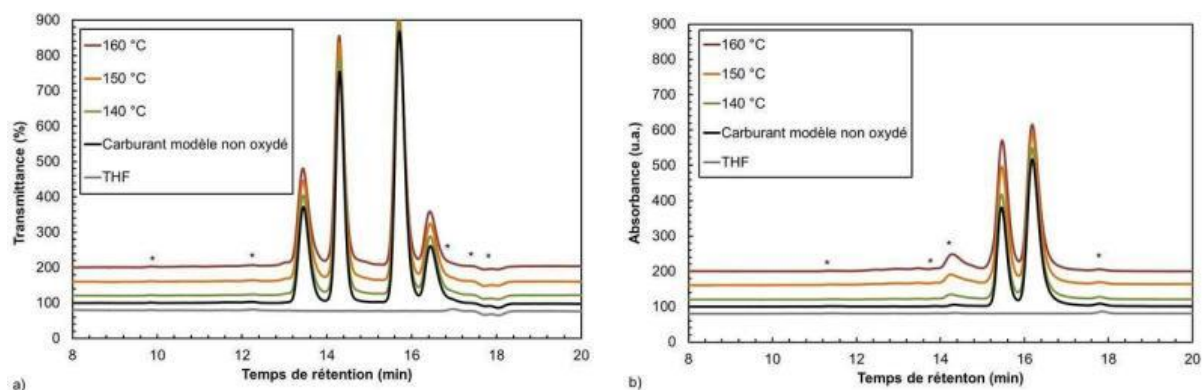 900
800
700
600
500
400
300
200
100
0
Transmittance (%)
160 °C
150 °C
140 °C
Carburant modèle non oxydé
THF
* * * * *
8 10 12 14 16 18 20
Temps de rétention (min)
a)
900
800
700
600
500
400
300
200
100
0
Absorbance (u.a.)
160 °C
150 °C
140 °C
Carburant modèle non oxydé
THF
* * * *
8 10 12 14 16 18 20
Temps de rétenton (min)
b)